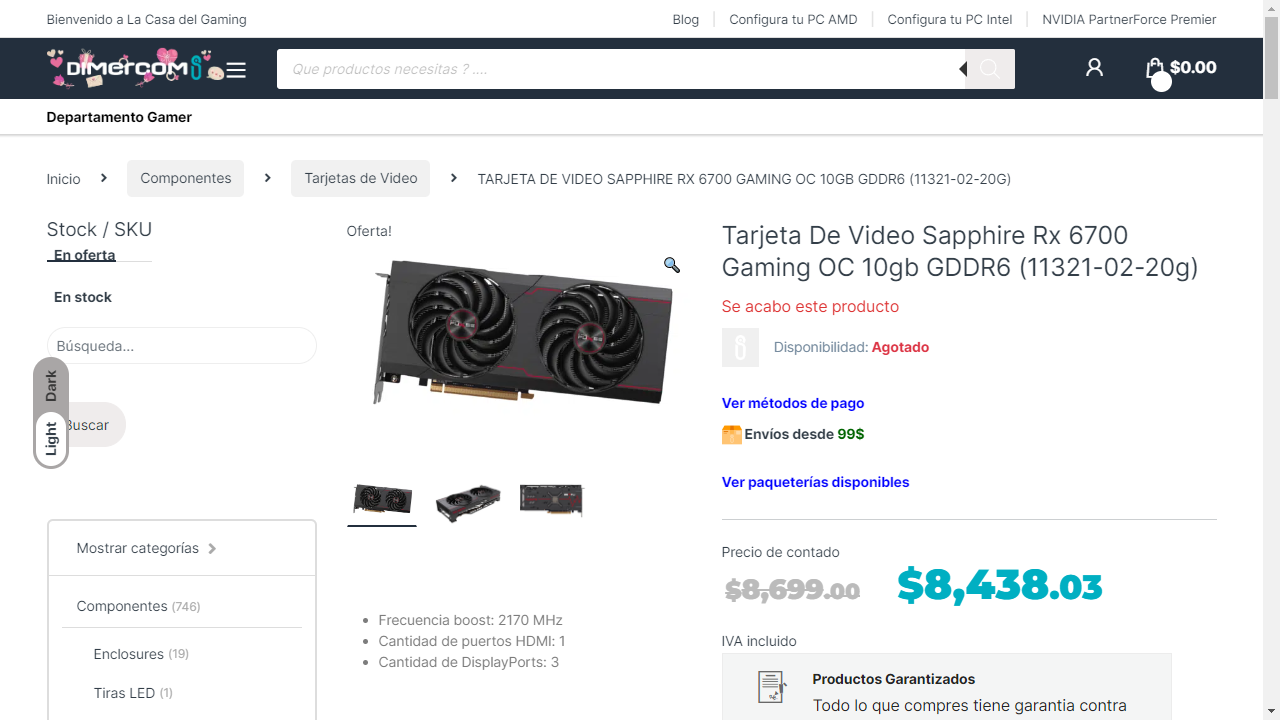 Bienvenido a La Casa del Gaming
Blog
Configura tu PC AMD
Configura tu PC Intel
NVIDIA PartnerForce Premier
DIMERCOM
Que productos necesitas ? ....
$0.00
Departamento Gamer
Inicio
Componentes
Tarjetas de Video
TARJETA DE VIDEO SAPPHIRE RX 6700 GAMING OC 10GB GDDR6 (11321-02-20G)
Stock / SKU
En oferta
En stock
Búsqueda...
Buscar
Dark
Light
Mostrar categorías
Componentes (746)
Enclosures (19)
Tiras LED (1)
Oferta!
Frecuencia boost: 2170 MHz
Cantidad de puertos HDMI: 1
Cantidad de DisplayPorts: 3
Tarjeta De Video Sapphire Rx 6700
Gaming OC 10gb GDDR6 (11321-02-20g)
Se acabo este producto
Disponibilidad: Agotado
Ver métodos de pago
Envíos desde 99$
Ver paqueterías disponibles
Precio de contado
$8,699.00 $8,438.03
IVA incluido
Productos Garantizados
Todo lo que compres tiene garantia contra